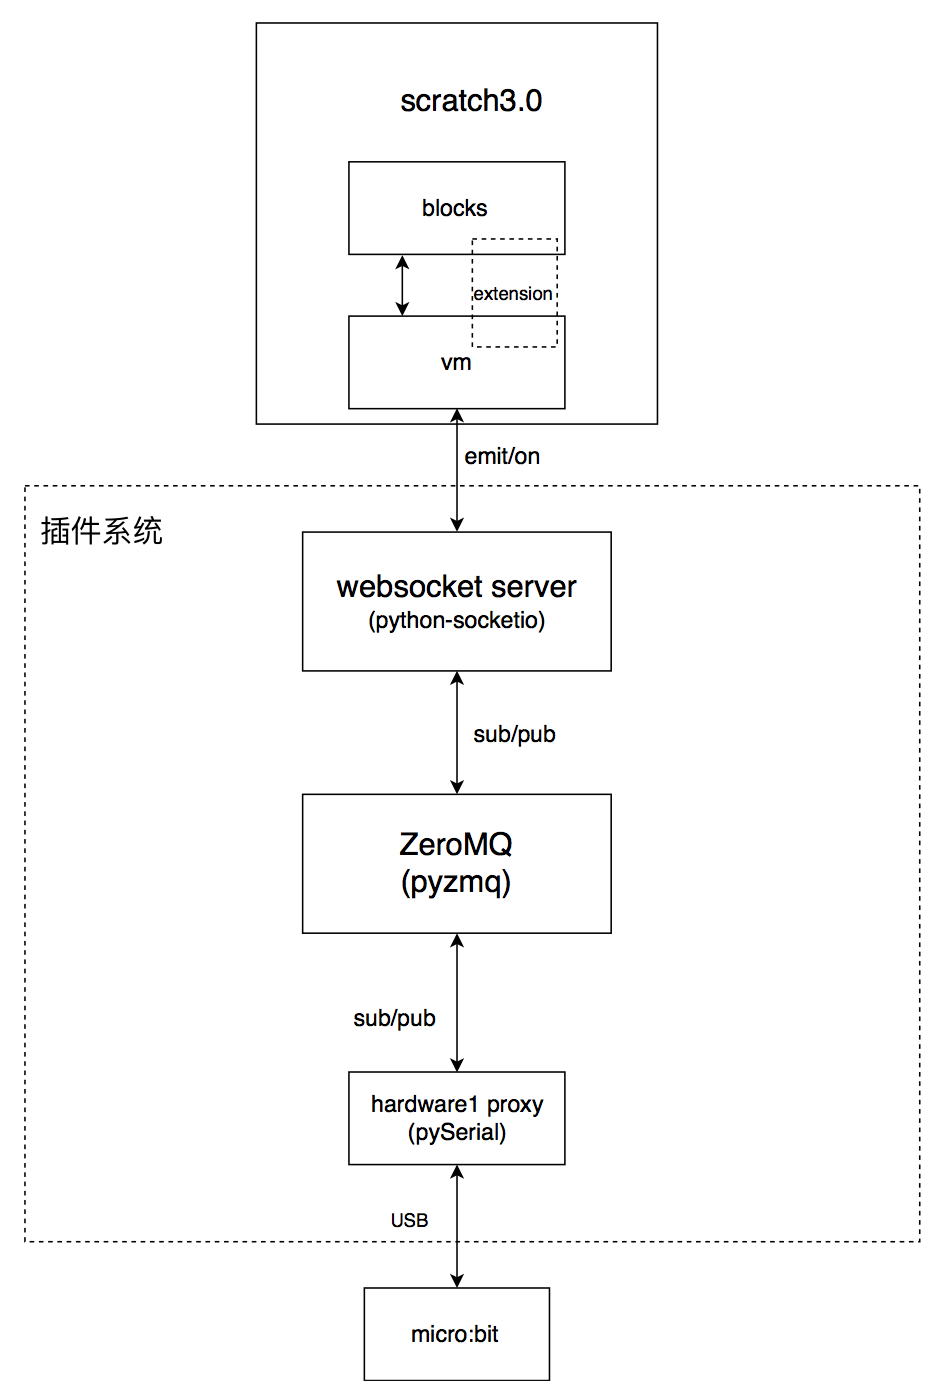 scratch3.0
blocks
extension
vm
emit/on
插件系统
websocket server
(python-socketio)
sub/pub
ZeroMQ
(pyzmq)
sub/pub
hardware1 proxy
(pySerial)
USB
micro:bit